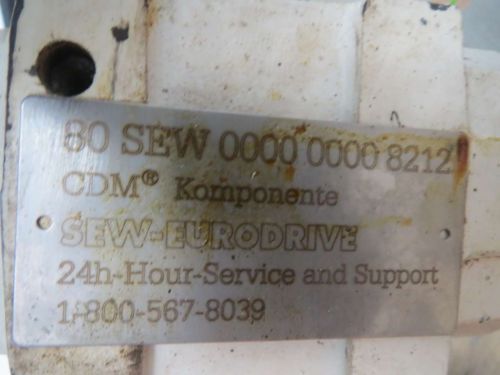 80 SEW 0000 0000 8212
CDM® Komponente
SEW-EURODRIVE
24h-Hour-Service and Support
1-800-567-8039